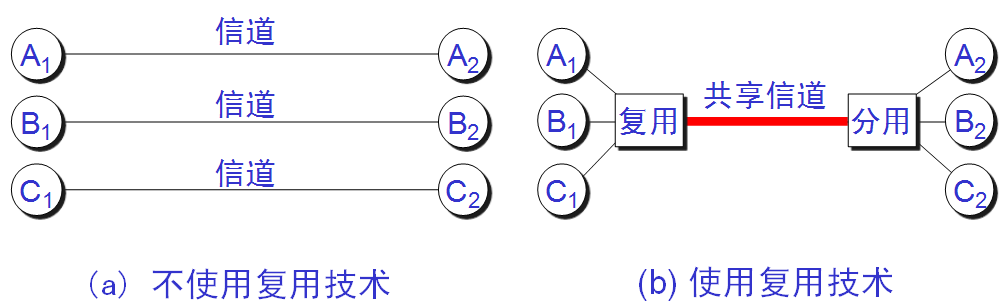 信道
A1
A2
信道
B1
B2
信道
C1
C2
(a) 不使用复用技术
A1
B1
C1
复用
共享信道
分用
A2
B2
C2
(b) 使用复用技术